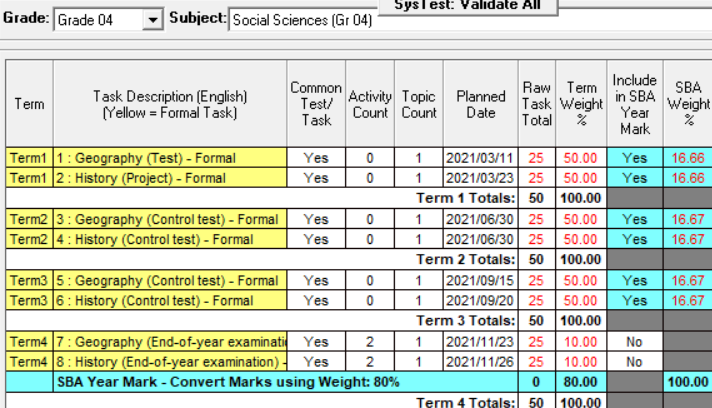 SysTest: Validate All
Grade: Grade 04 Subject: Social Sciences (Gr 04)
Term Task Description (English) (Yellow = Formal Task) Common Test/ Task Activity Count Topic Count Planned Date Raw Task Total Term Weight % Include in SBA Year Mark SBA Weight %
Term1 1 : Geography (Test) - Formal Yes 0 1 2021/03/11 25 50.00 Yes 16.66
Term1 2 : History (Project) - Formal Yes 0 1 2021/03/23 25 50.00 Yes 16.66
Term 1 Totals: 50 100.00
Term2 3 : Geography (Control test) - Formal Yes 0 1 2021/06/30 25 50.00 Yes 16.67
Term2 4 : History (Control test) - Formal Yes 0 1 2021/06/30 25 50.00 Yes 16.67
Term 2 Totals: 50 100.00
Term3 5 : Geography (Control test) - Formal Yes 0 1 2021/09/15 25 50.00 Yes 16.67
Term3 6 : History (Control test) - Formal Yes 0 1 2021/09/20 25 50.00 Yes 16.67
Term 3 Totals: 50 100.00
Term4 7 : Geography (End-of-year examinati Yes 2 1 2021/11/23 25 10.00 No
Term4 8 : History (End-of-year examination) - Yes 2 1 2021/11/26 25 10.00 No
SBA Year Mark - Convert Marks using Weight: 80% 0 80.00 100.00
Term 4 Totals: 50 100.00